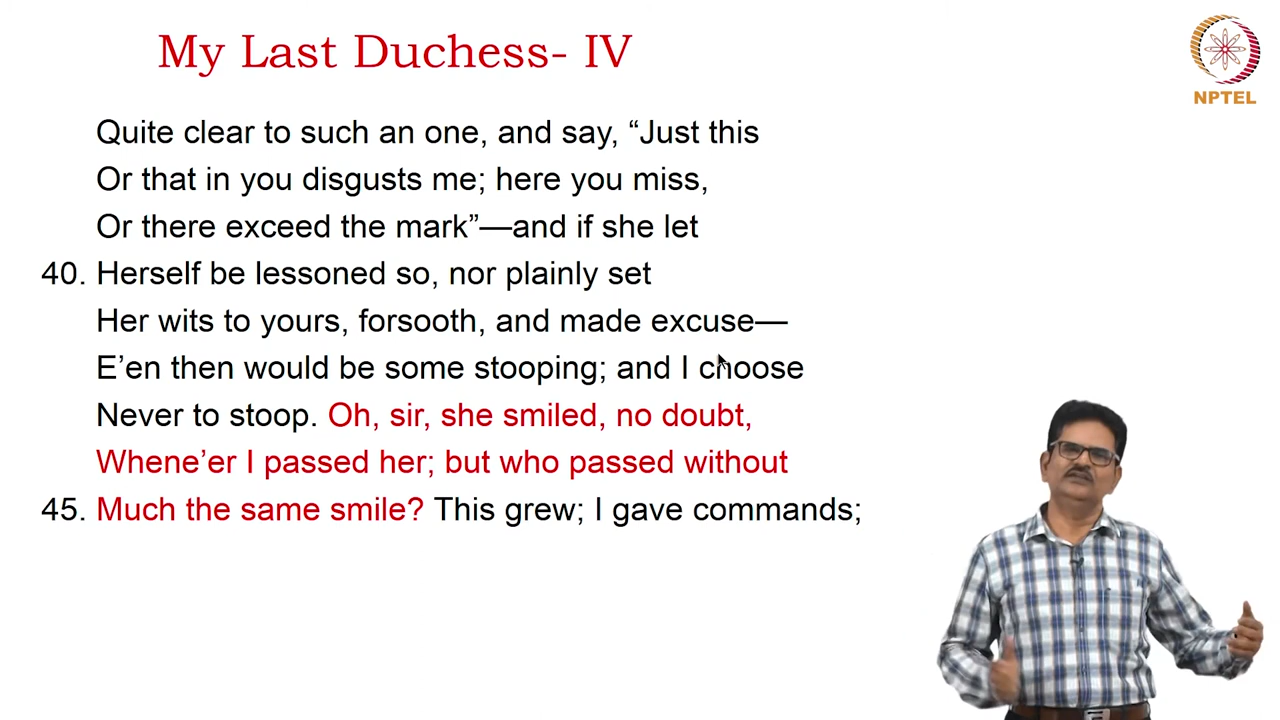 My Last Duchess- IV
NPTEL
Quite clear to such an one, and say, “Just this
Or that in you disgusts me; here you miss,
Or there exceed the mark”—and if she let
40. Herself be lessoned so, nor plainly set
Her wits to yours, forsooth, and made excuse—
E’en then would be some stooping; and I choose
Never to stoop. Oh, sir, she smiled, no doubt,
Whene’er I passed her; but who passed without
45. Much the same smile? This grew; I gave commands;